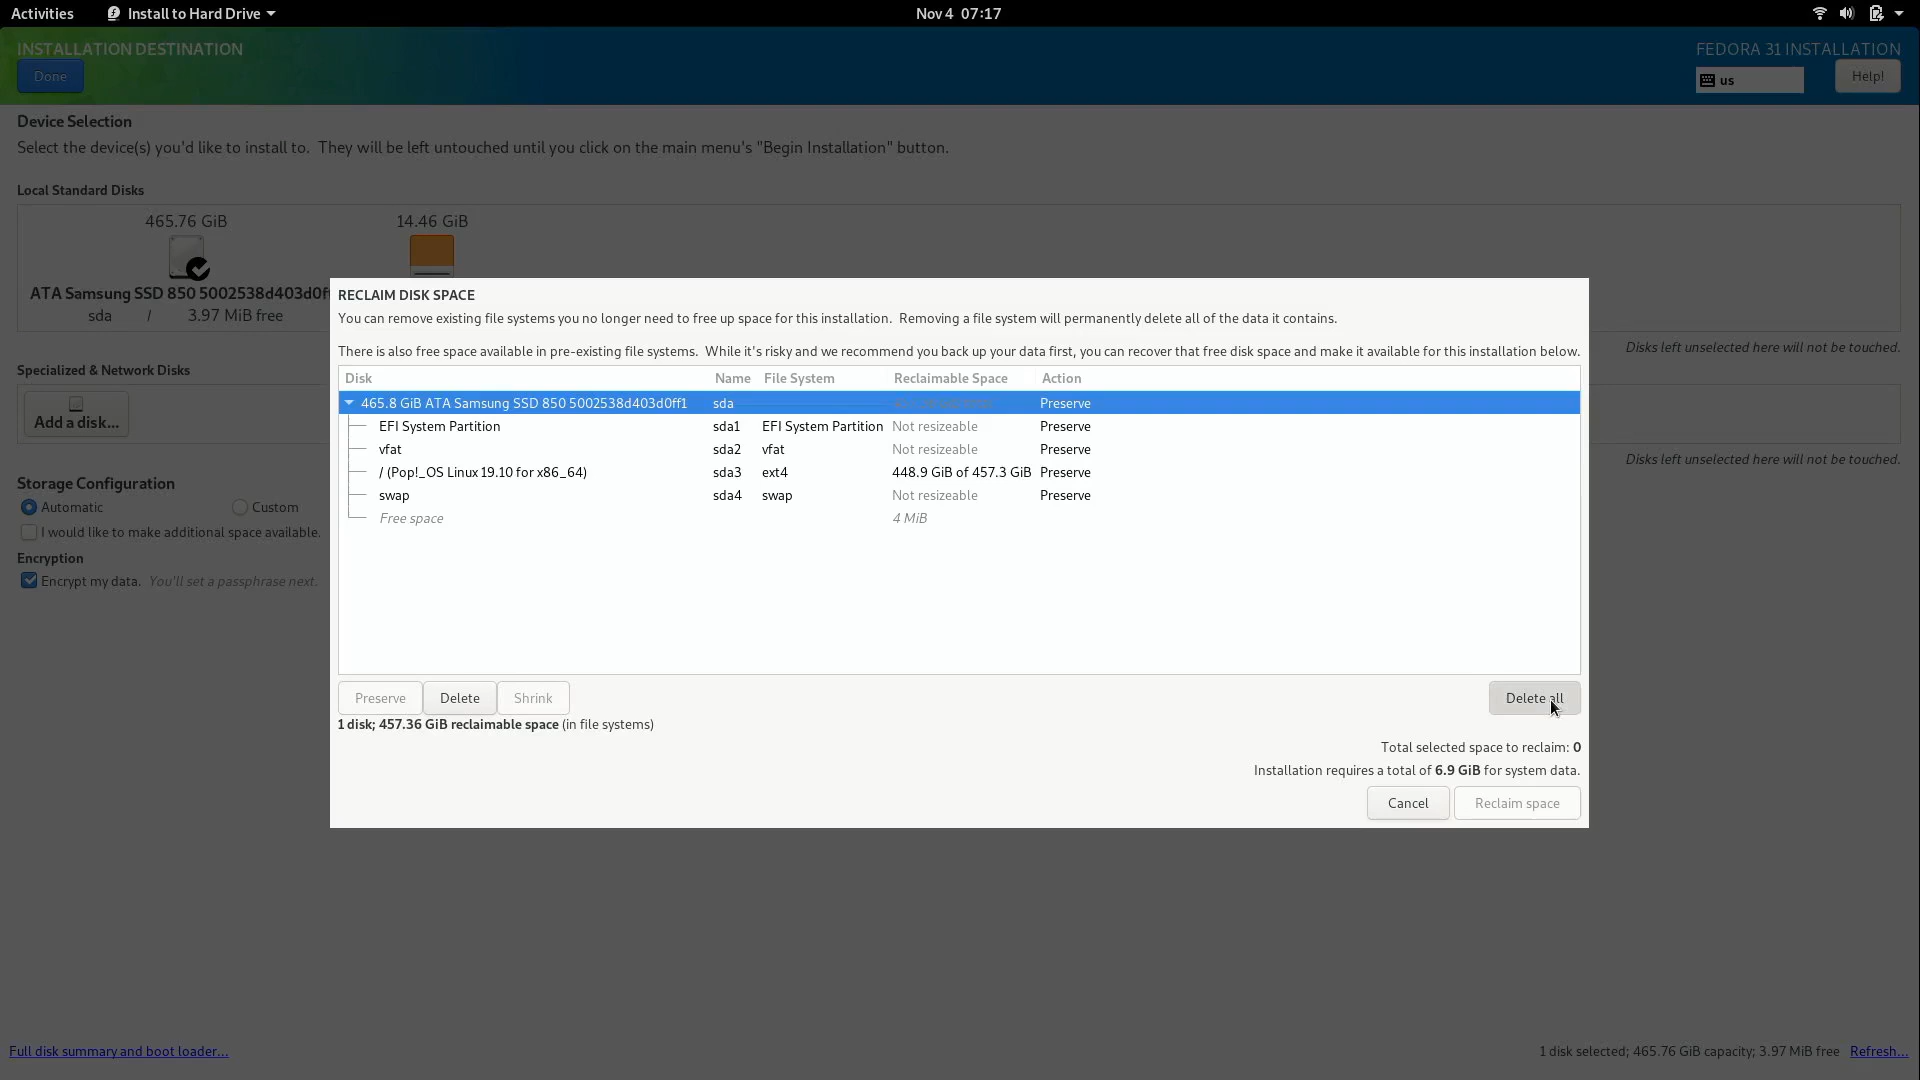 Activities Install to Hard Drive Nov 4 07:17
INSTALLATION DESTINATION FEDORA 31 INSTALLATION
Done us Help!
Device Selection
Select the device(s) you'd like to install to. They will be left untouched until you click on the main menu's "Begin Installation" button.
Local Standard Disks
465.76 GiB 14.46 GiB
ATA Samsung SSD 850 5002538d403d0ff
sda / 3.97 MiB free
Disks left unselected here will not be touched.
Specialized & Network Disks
Add a disk...
Disks left unselected here will not be touched.
Storage Configuration
Automatic Custom
I would like to make additional space available.
Encryption
Encrypt my data. You'll set a passphrase next.
RECLAIM DISK SPACE
You can remove existing file systems you no longer need to free up space for this installation. Removing a file system will permanently delete all of the data it contains.
There is also free space available in pre-existing file systems. While it's risky and we recommend you back up your data first, you can recover that free disk space and make it available for this installation below.
Disk Name File System Reclaimable Space Action
465.8 GiB ATA Samsung SSD 850 5002538d403d0ff1 sda Preserve
EFI System Partition sda1 EFI System Partition Not resizeable Preserve
vfat sda2 vfat Not resizeable Preserve
/ (Pop!_OS Linux 19.10 for x86_64) sda3 ext4 448.9 GiB of 457.3 GiB Preserve
swap sda4 swap Not resizeable Preserve
Free space 4 MiB
Preserve Delete Shrink Delete all
1 disk; 457.36 GiB reclaimable space (in file systems)
Total selected space to reclaim: 0
Installation requires a total of 6.9 GiB for system data.
Cancel Reclaim space
Full disk summary and boot loader... 1 disk selected; 465.76 GiB capacity; 3.97 MiB free Refresh...